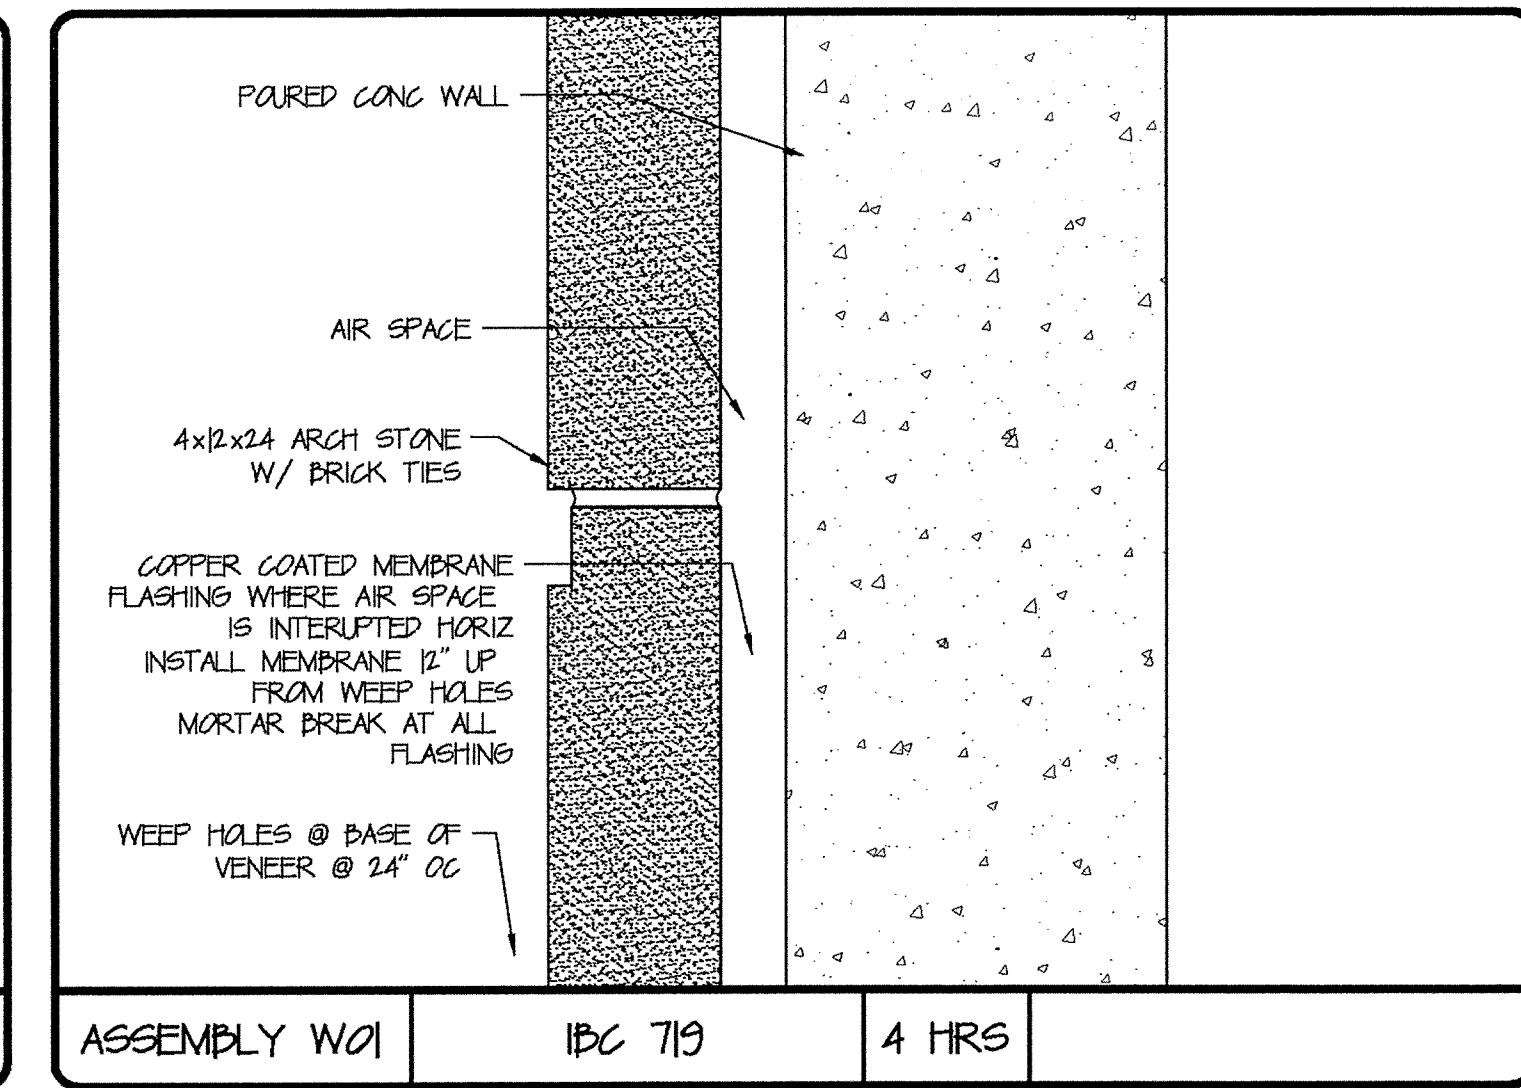 POURED CONC WALL
AIR SPACE
4x12x24 ARCH STONE
W/ BRICK TIES
COPPER COATED MEMBRANE
FLASHING WHERE AIR SPACE
IS INTERUPTED HORIZ
INSTALL MEMBRANE 12" UP
FROM WEEP HOLES
MORTAR BREAK AT ALL
FLASHING
WEEP HOLES @ BASE OF
VENEER @ 24" OC
ASSEMBLY W01
IBC 719
4 HRS